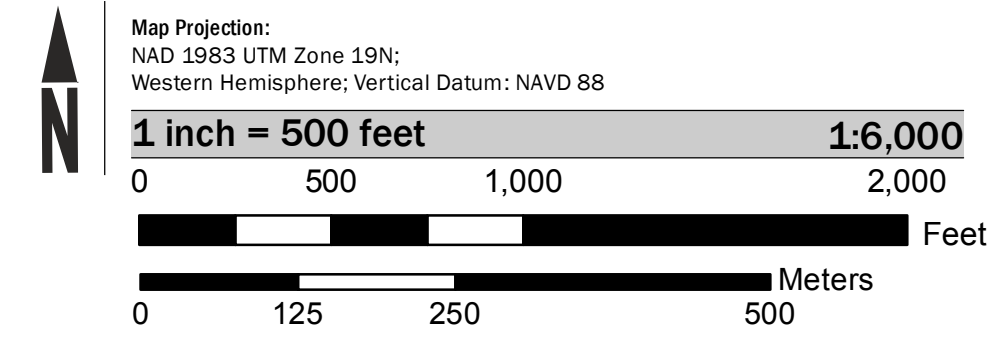 N
Map Projection:
NAD 1983 UTM Zone 19N;
Western Hemisphere; Vertical Datum: NAVD 88
1 inch = 500 feet 1:6,000
0 500 1,000 2,000
Feet
Meters
0 125 250 500